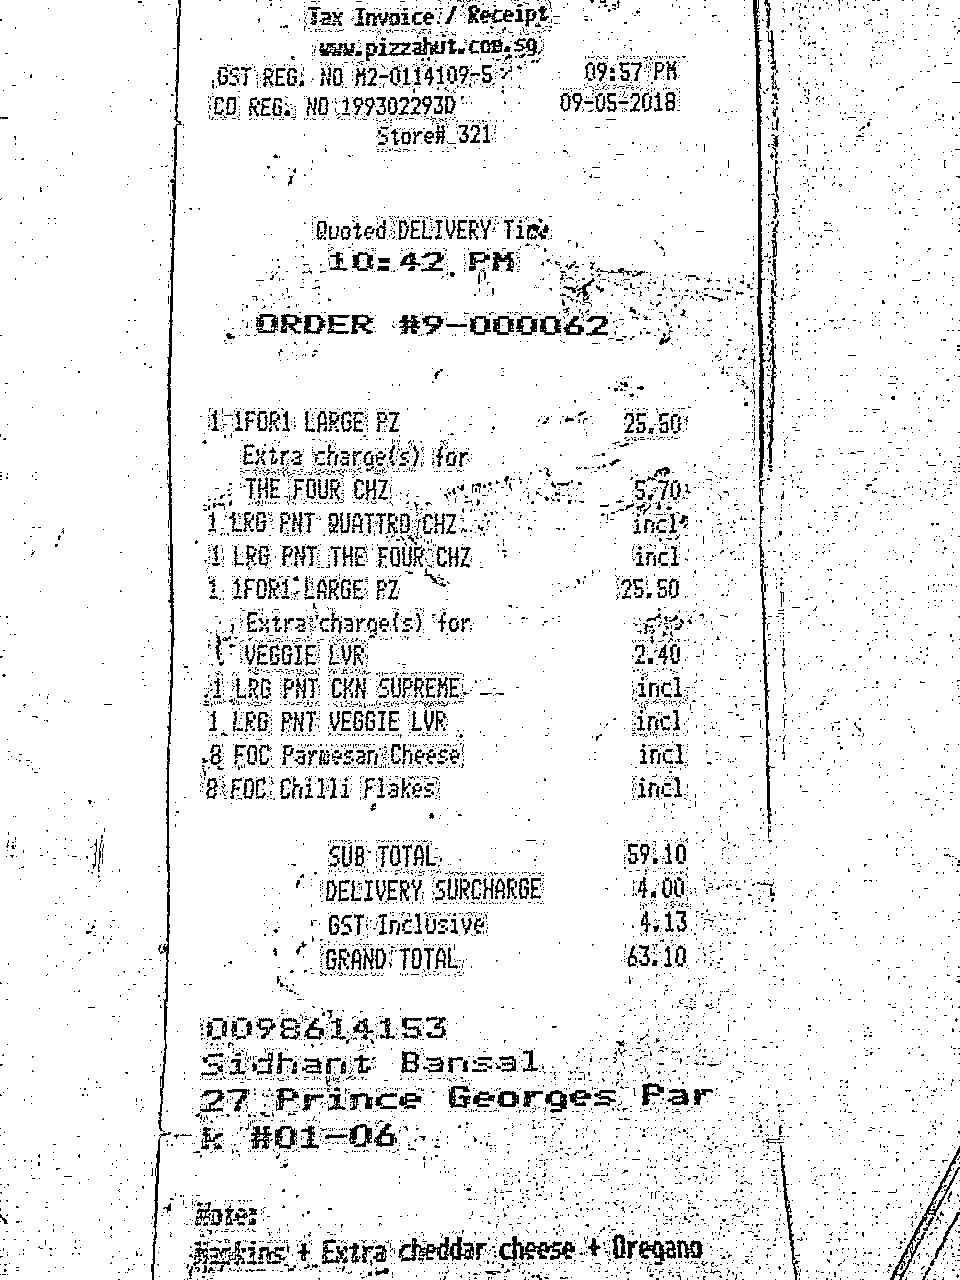 Tax Invoice / Receipt
www.pizzahut.com.sg
GST REG. NO M2-0114109-5 09:57 PM
CO REG. NO 199302293D 09-05-2018
Store# 321
Quoted DELIVERY Time
10:42 PM
ORDER #9-000062
1 1FOR1 LARGE PZ 25.50
Extra charge(s) for
THE FOUR CHZ 5.70
1 LRG PNT QUATTRO CHZ incl
1 LRG PNT THE FOUR CHZ incl
1 1FOR1 LARGE PZ 25.50
Extra charge(s) for
VEGGIE LVR 2.40
1 LRG PNT CKN SUPREME incl
1 LRG PNT VEGGIE LVR incl
8 FOC Parmesan Cheese incl
8 FOC Chilli Flakes incl
SUB TOTAL 59.10
DELIVERY SURCHARGE 4.00
GST Inclusive 4.13
GRAND TOTAL 63.10
0098614153
Sidhant Bansal
27 Prince Georges Par
k #01-06
Note:
+ Extra cheddar cheese + Oregano